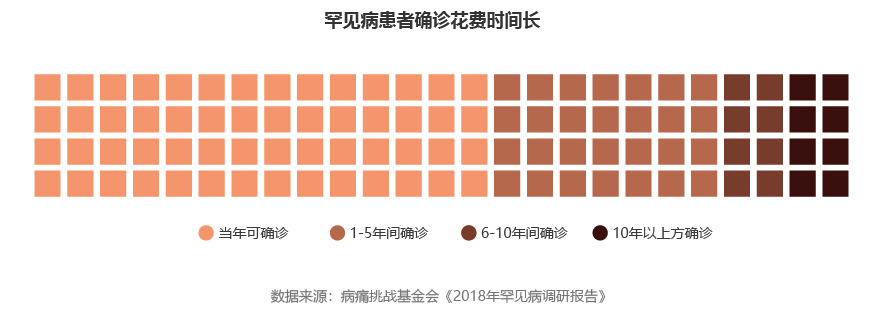 罕见病患者确诊花费时间长
当年可确诊 1-5年间确诊 6-10年间确诊 10年以上方确诊
数据来源：病痛挑战基金会《2018年罕见病调研报告》